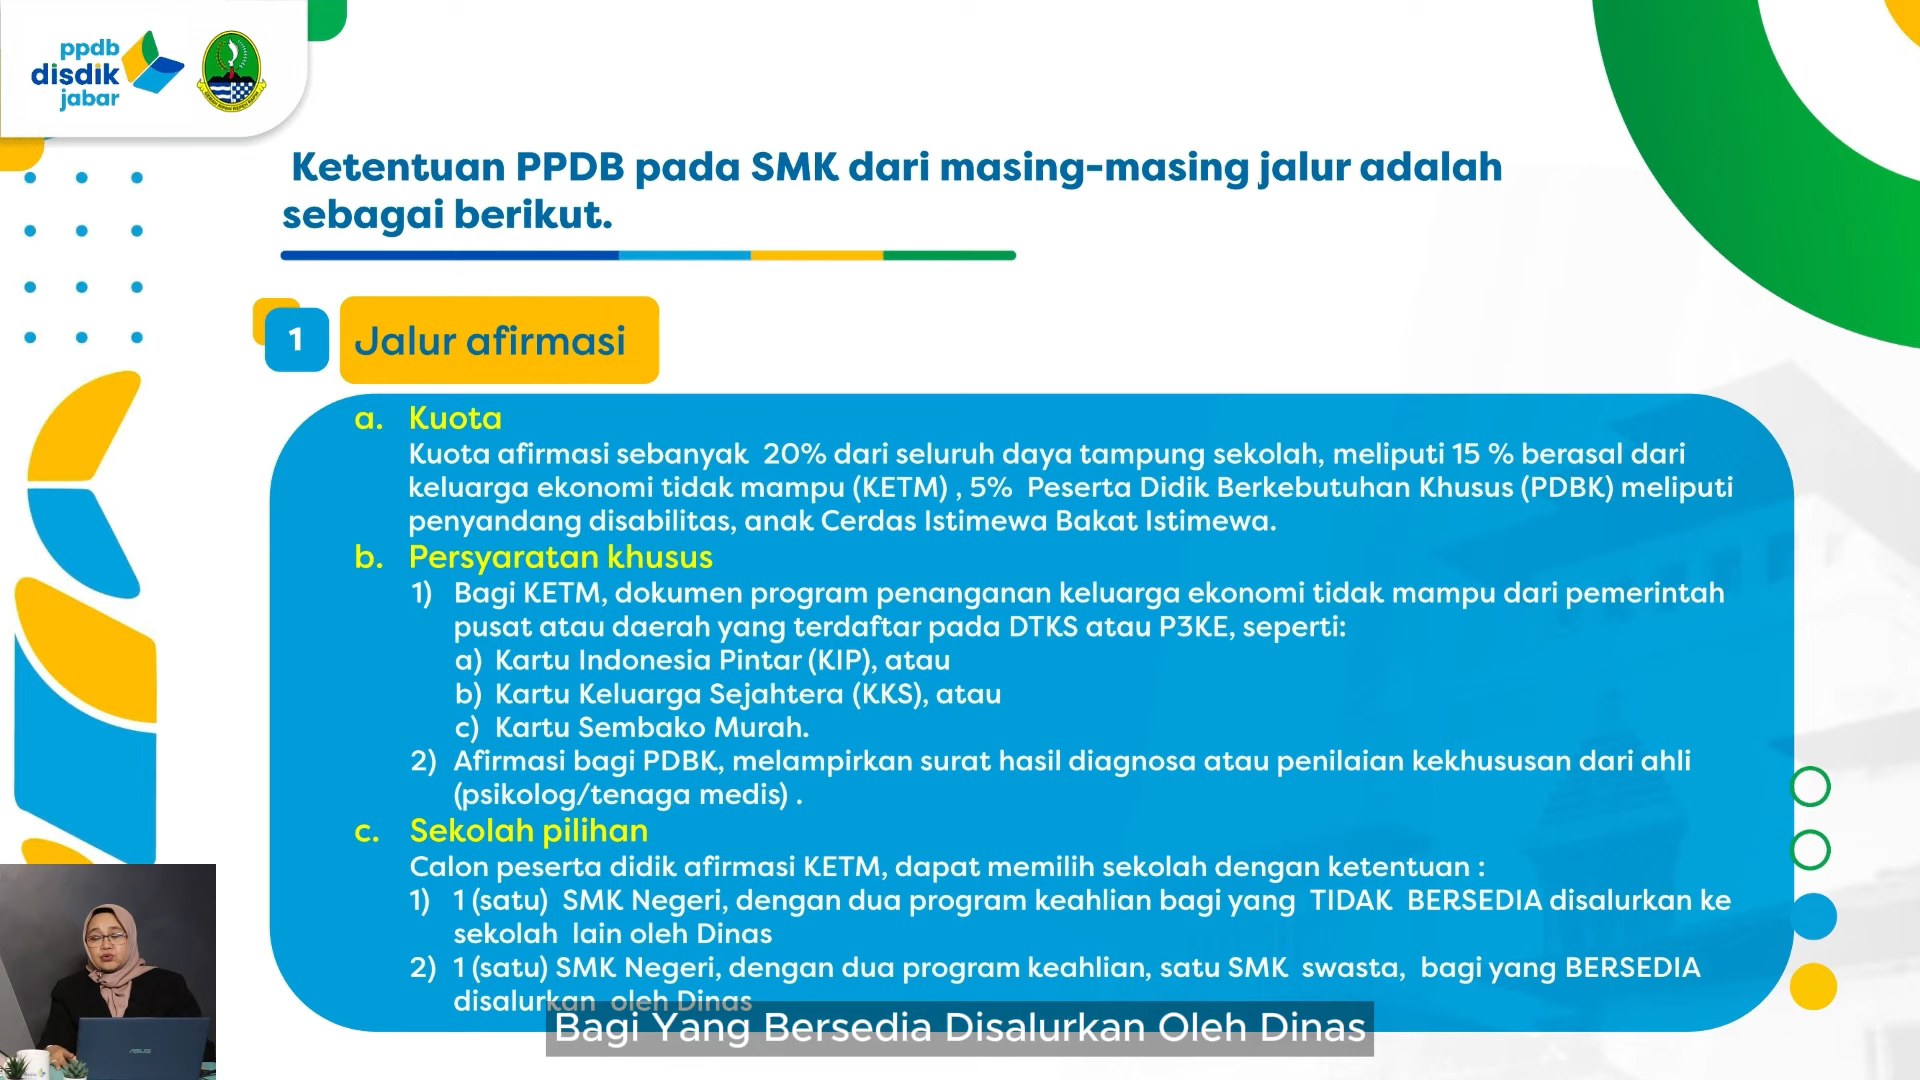 ppdb
disdik
jabar
Ketentuan PPDB pada SMK dari masing-masing jalur adalah
sebagai berikut.
1
Jalur afirmasi
a. Kuota
Kuota afirmasi sebanyak 20% dari seluruh daya tampung sekolah, meliputi 15 % berasal dari
keluarga ekonomi tidak mampu (KETM) , 5% Peserta Didik Berkebutuhan Khusus (PDBK) meliputi
penyandang disabilitas, anak Cerdas Istimewa Bakat Istimewa.
b. Persyaratan khusus
1) Bagi KETM, dokumen program penanganan keluarga ekonomi tidak mampu dari pemerintah
pusat atau daerah yang terdaftar pada DTKS atau P3KE, seperti:
a) Kartu Indonesia Pintar (KIP), atau
b) Kartu Keluarga Sejahtera (KKS), atau
c) Kartu Sembako Murah.
2) Afirmasi bagi PDBK, melampirkan surat hasil diagnosa atau penilaian kekhususan dari ahli
(psikolog/tenaga medis) .
c. Sekolah pilihan
Calon peserta didik afirmasi KETM, dapat memilih sekolah dengan ketentuan :
1) 1 (satu) SMK Negeri, dengan dua program keahlian bagi yang TIDAK BERSEDIA disalurkan ke
sekolah lain oleh Dinas
2) 1 (satu) SMK Negeri, dengan dua program keahlian, satu SMK swasta, bagi yang BERSEDIA
disalurkan oleh Dinas
Bagi Yang Bersedia Disalurkan Oleh Dinas
ASUS